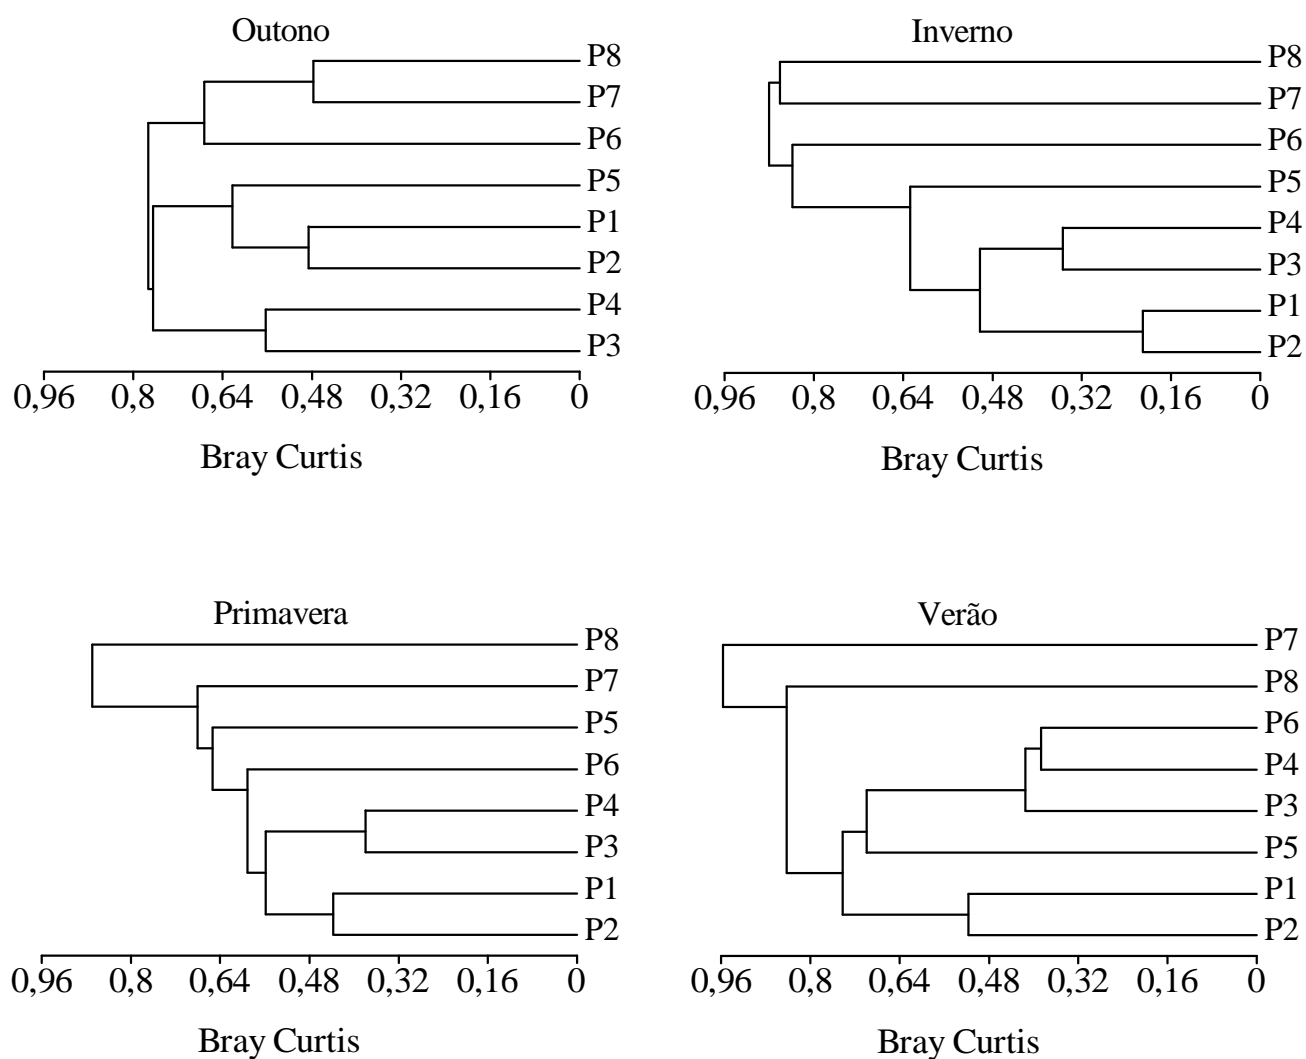 Outono
P8
P7
P6
P5
P1
P2
P4
P3
0,96 0,8 0,64 0,48 0,32 0,16 0
Bray Curtis
Inverno
P8
P7
P6
P5
P4
P3
P1
P2
0,96 0,8 0,64 0,48 0,32 0,16 0
Bray Curtis
Primavera
P8
P7
P5
P6
P4
P3
P1
P2
0,96 0,8 0,64 0,48 0,32 0,16 0
Bray Curtis
Verão
P7
P8
P6
P4
P3
P5
P1
P2
0,96 0,8 0,64 0,48 0,32 0,16 0
Bray Curtis